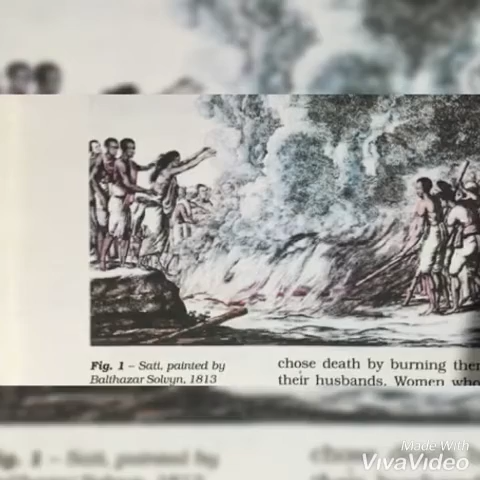 Fig. 1 – Sati, painted by
Balthazar Solvyn, 1813
chose death by burning
their husbands. Women who
Made With
VivaVideo